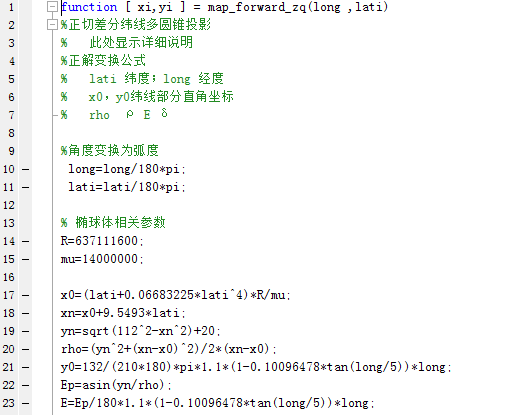 1 function [ xi,yi ] = map_forward_zq(long ,lati)
2 %正切差分纬线多圆锥投影
3 % 此处显示详细说明
4 %正解变换公式
5 % lati 纬度；long 经度
6 % x0，y0纬线部分直角坐标
7 % rho ρ E δ
8
9 %角度变换为弧度
10 — long=long/180*pi;
11 — lati=lati/180*pi;
12
13 % 椭球体相关参数
14 — R=637111600;
15 — mu=14000000;
16
17 — x0=(lati+0.06683225*lati^4)*R/mu;
18 — xn=x0+9.5493*lati;
19 — yn=sqrt(112^2-xn^2)+20;
20 — rho=(yn^2+(xn-x0)^2)/2*(xn-x0);
21 — y0=132/(210*180)*pi*1.1*(1-0.10096478*tan(long/5))*long;
22 — Ep=asin(yn/rho);
23 — E=Ep/180*1.1*(1-0.10096478*tan(long/5))*long;